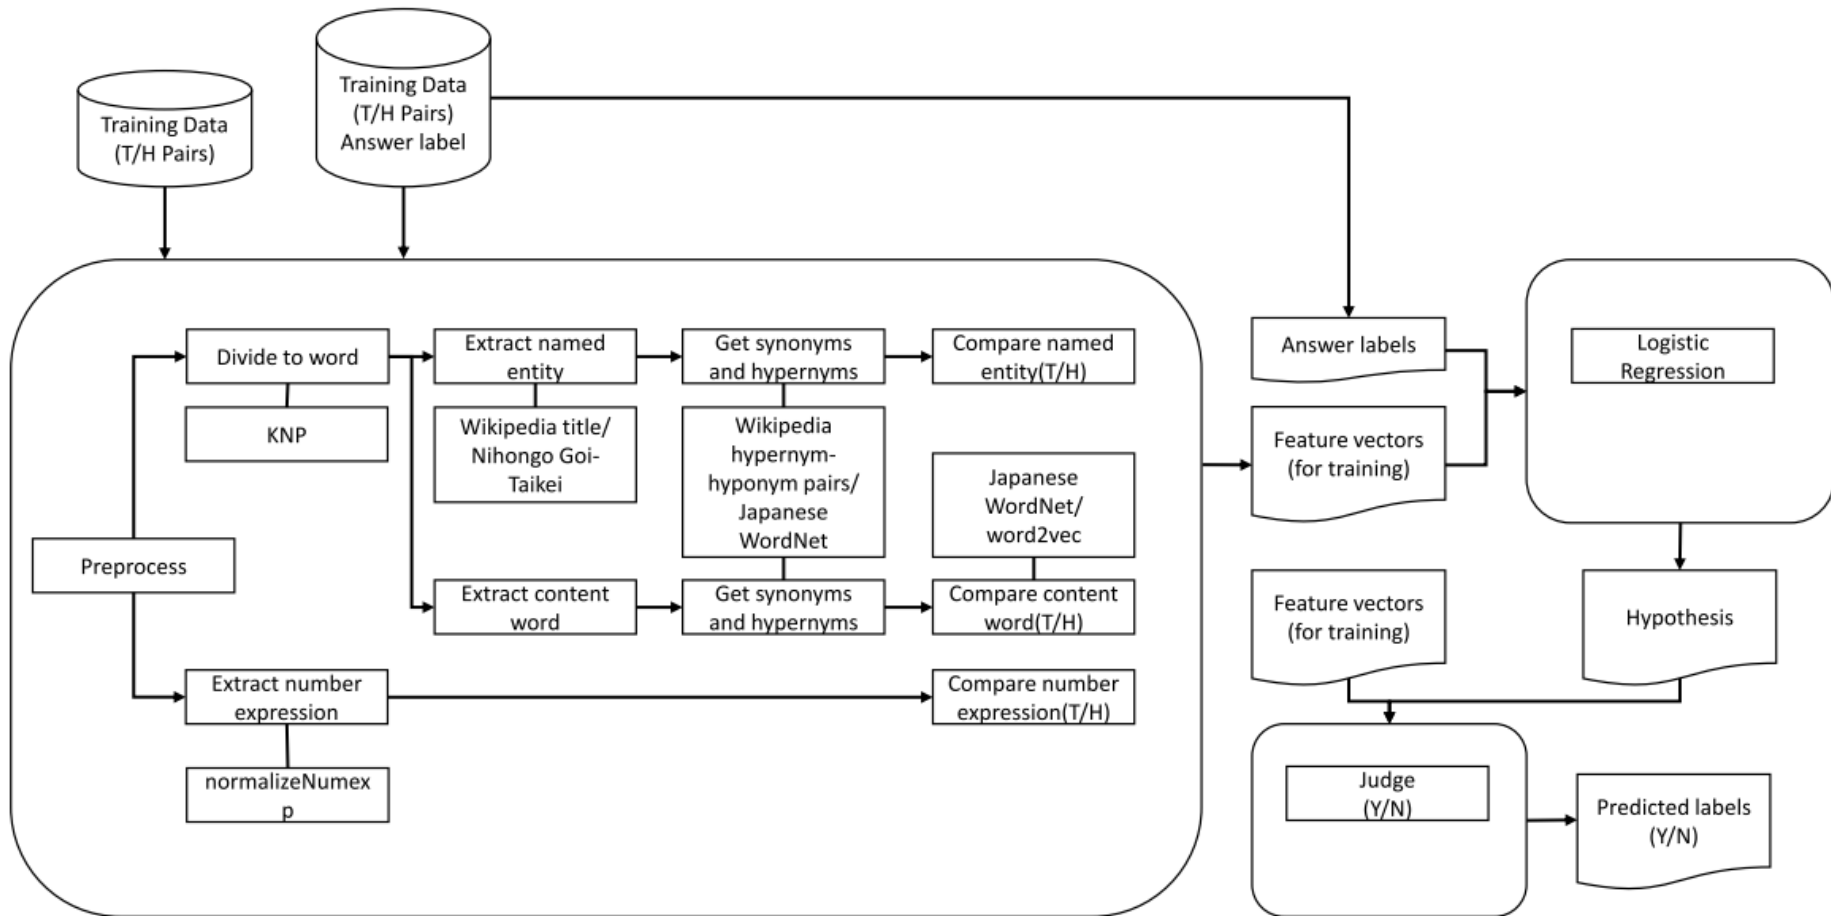 Training Data
(T/H Pairs)
Training Data
(T/H Pairs)
Answer label
Preprocess
Divide to word
KNP
Extract named
entity
Wikipedia title/
Nihongo Goi-
Taikei
Get synonyms
and hypernyms
Wikipedia
hypernym-
hyponym pairs/
Japanese
WordNet
Compare named
entity(T/H)
Japanese
WordNet/
word2vec
Extract content
word
Get synonyms
and hypernyms
Compare content
word(T/H)
Extract number
expression
normalizeNumex
p
Compare number
expression(T/H)
Answer labels
Feature vectors
(for training)
Logistic
Regression
Feature vectors
(for training)
Hypothesis
Judge
(Y/N)
Predicted labels
(Y/N)